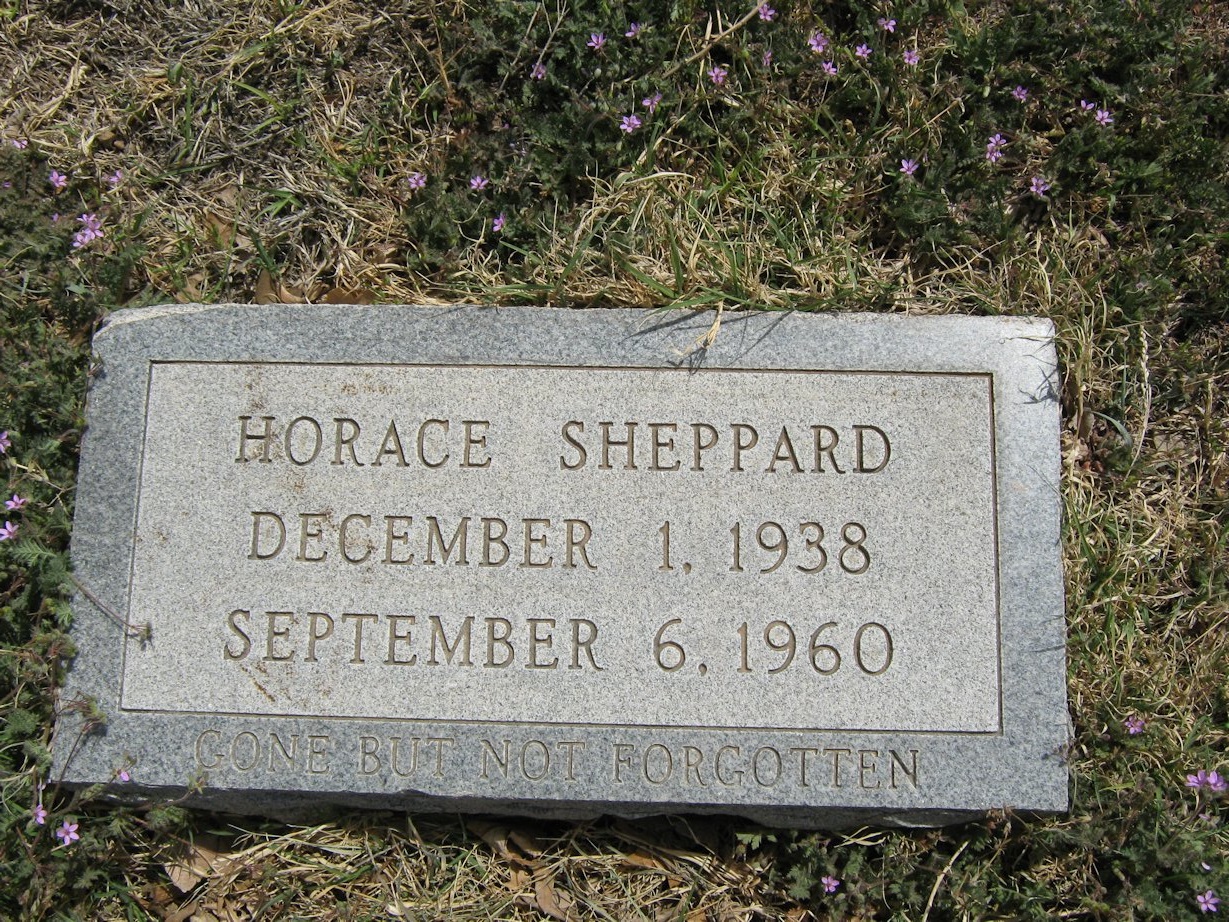 HORACE SHEPPARD
DECEMBER 1, 1938
SEPTEMBER 6, 1960
GONE BUT NOT FORGOTTEN